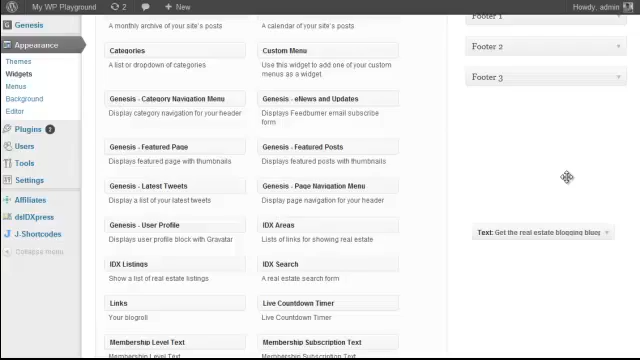 My WP Playground
2
+ New
Howdy, admin
Genesis
Appearance
Themes
Widgets
Menus
Background
Editor
Plugins
Users
Tools
Settings
Affiliates
dsIDXpress
J-Shortcodes
Collapse menu
A monthly archive of your site's posts
A calendar of your site's posts
Categories
Custom Menu
A list or dropdown of categories
Use this widget to add one of your custom
menus as a widget.
Genesis - Category Navigation Menu
Genesis - eNews and Updates
Display category navigation for your header
Displays Feedburner email subscribe
form
Genesis - Featured Page
Genesis - Featured Posts
Displays featured page with thumbnails
Displays featured posts with thumbnails
Genesis - Latest Tweets
Genesis - Page Navigation Menu
Display a list of your latest tweets
Display page navigation for your header
Genesis - User Profile
IDX Areas
Displays user profile block with Gravatar
Lists of links for showing real estate
IDX Listings
IDX Search
Show a list of real estate listings
A real estate search form
Links
Live Countdown Timer
Your blogroll
Live Countdown Timer
Membership Level Text
Membership Subscription Text
Membership Level Text
Membership Subscription Text
Footer 1
Footer 2
Footer 3
Text: Get the real estate blogging bluep